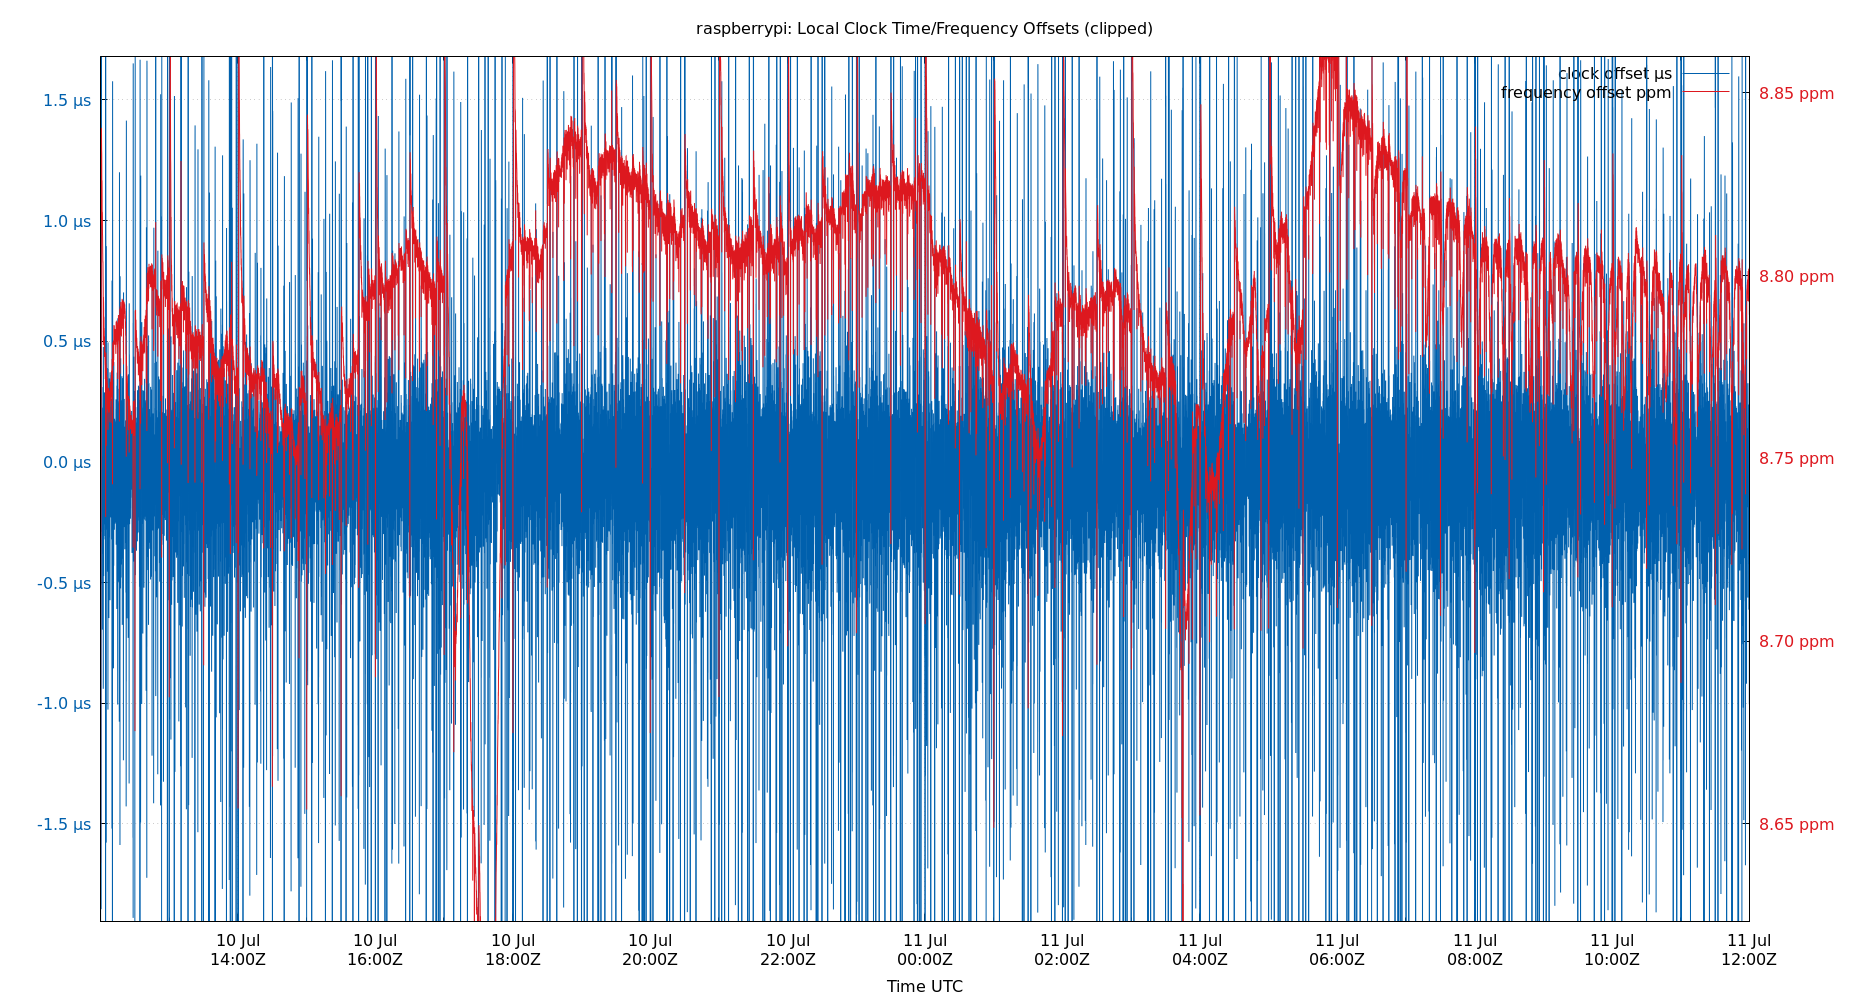 raspberrypi: Local Clock Time/Frequency Offsets (clipped)
clock offset µs
frequency offset ppm
1.5 µs
1.0 µs
0.5 µs
0.0 µs
-0.5 µs
-1.0 µs
-1.5 µs
8.85 ppm
8.80 ppm
8.75 ppm
8.70 ppm
8.65 ppm
10 Jul 10 Jul 10 Jul 10 Jul 10 Jul 11 Jul 11 Jul 11 Jul 11 Jul 11 Jul 11 Jul 11 Jul
14:00Z 16:00Z 18:00Z 20:00Z 22:00Z 00:00Z 02:00Z 04:00Z 06:00Z 08:00Z 10:00Z 12:00Z
Time UTC